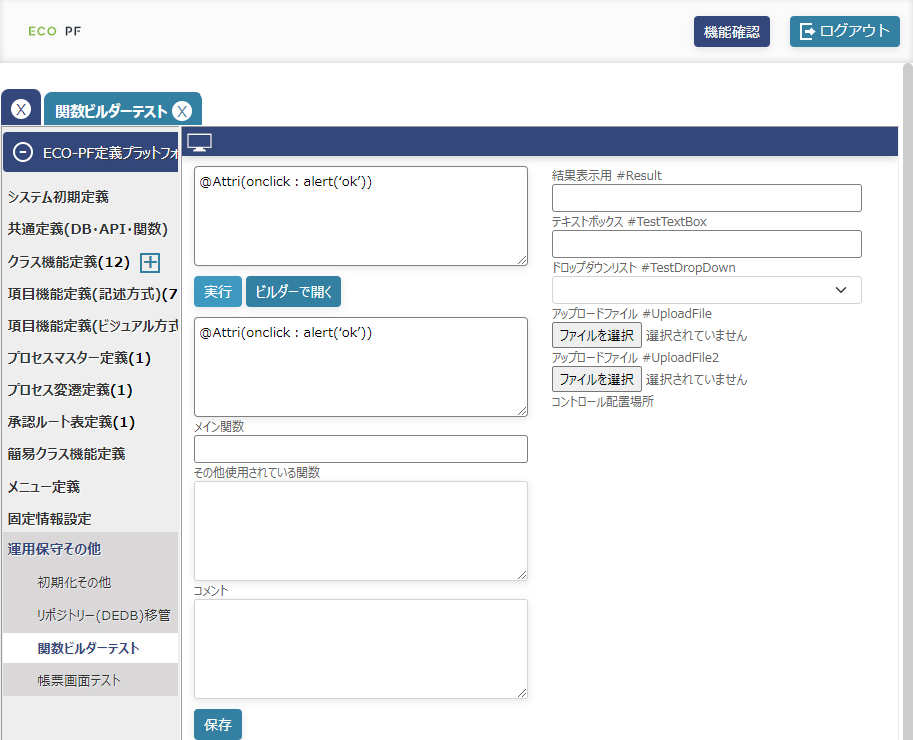 ECO PF
機能確認
ログアウト
X
関数ビルダーテスト X
ECO-PF定義プラットフォ
システム初期定義
共通定義(DB・API・関数)
クラス機能定義(12)
項目機能定義(記述方式)(7
項目機能定義(ビジュアル方式
プロセスマスター定義(1)
プロセス変遷定義(1)
承認ルート表定義(1)
簡易クラス機能定義
メニュー定義
固定情報設定
運用保守その他
初期化その他
リポジトリー(DEDB)移管
関数ビルダーテスト
帳票画面テスト
@Attri(onclick : alert(‘ok’))
実行
ビルダーで開く
@Attri(onclick : alert(‘ok’))
メイン関数
その他使用されている関数
コメント
保存
結果表示用 #Result
テキストボックス #TestTextBox
ドロップダウンリスト #TestDropDown
アップロードファイル #UploadFile
ファイルを選択 選択されていません
アップロードファイル #UploadFile2
ファイルを選択 選択されていません
コントロール配置場所